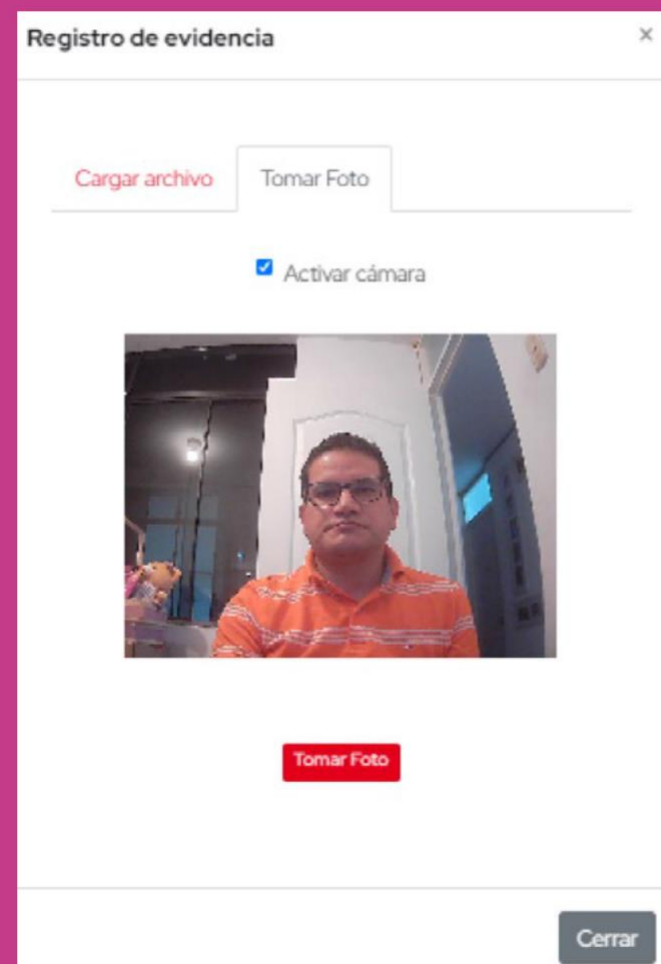 Registro de evidencia ×
Cargar archivo Tomar Foto
Activar cámara
Tomar Foto
Cerrar